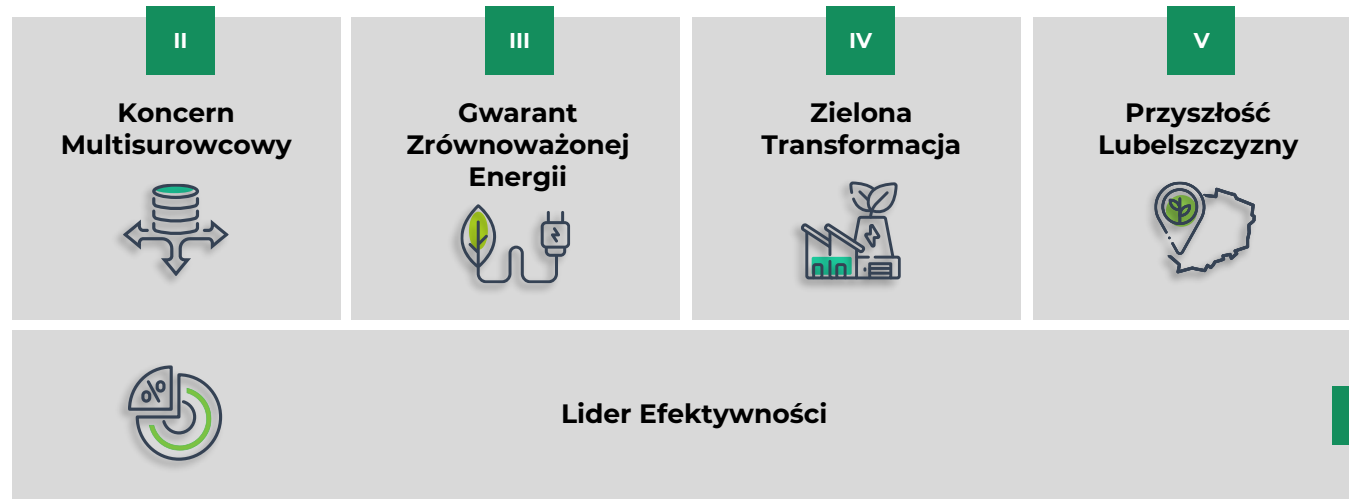 II
Koncern
Multisurowcowy
III
Gwarant
Zrównoważonej
Energii
IV
Zielona
Transformacja
V
Przyszłość
Lubelszczyzny
%
Lider Efektywności